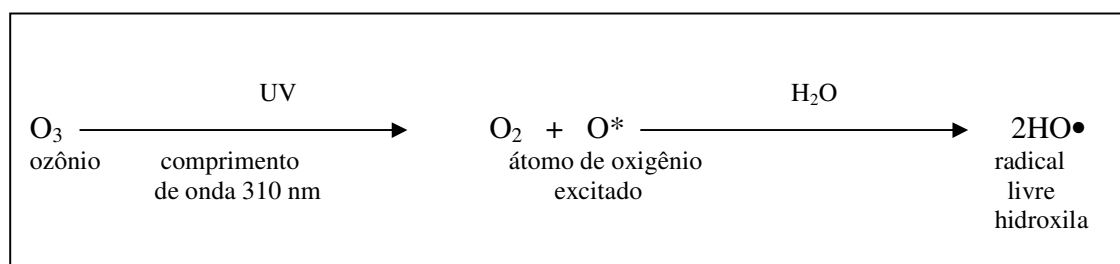 UV H₂O
O₃ O₂ + O* 2HO●
ozônio comprimento átomo de oxigênio radical
de onda 310 nm excitado livre
hidroxila